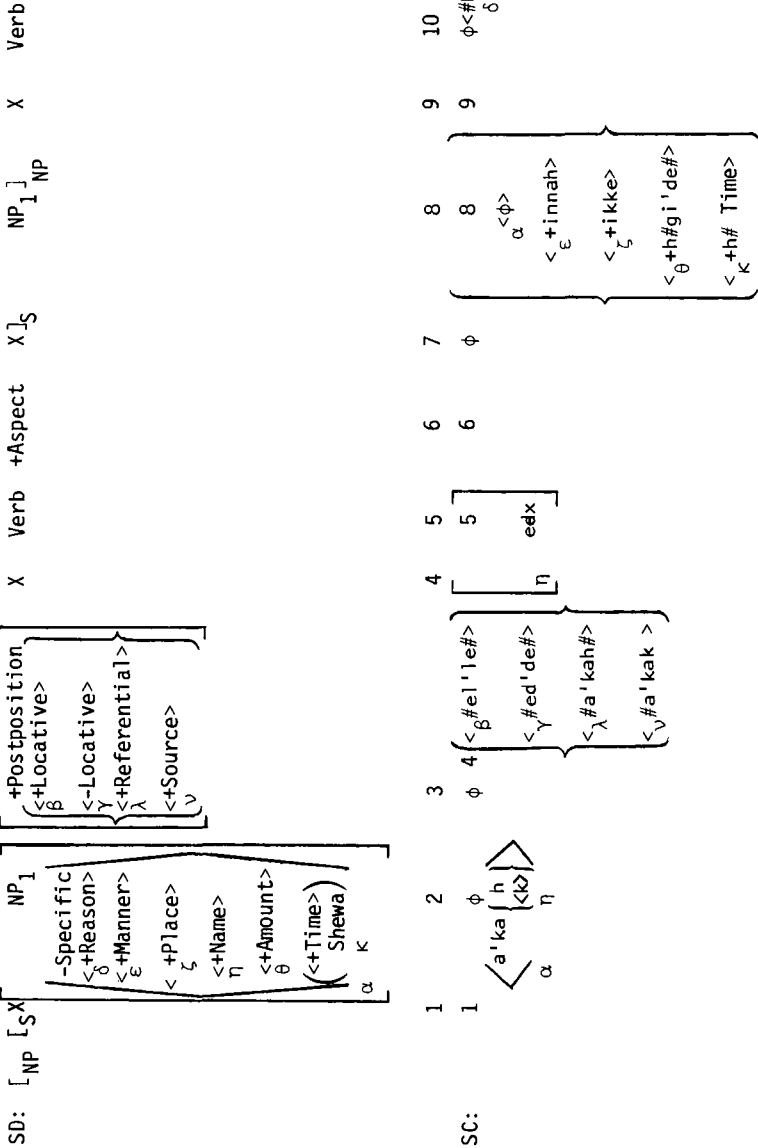 SD: [NP [S X NP1 +Postposition X Verb +Aspect X]S NP1 ]NP X Verb
-Specific <+Locative> β
<+Reason> δ <-Locative> γ
<+Manner> ε <+Referential> λ
<+Place> ζ <+Source> ν
<+Name> η
<+Amount> θ
(<+Time> Shewa) κ
α
1 2 3 4 5 6 7 8 9 10
SC: 1 φ φ 4 5 6 φ 8 9 φ<#
<a'ka {h <k>}> α η <β#el'le#> η edx α<φ> δ
<γ#ed'de#> <ε+innah>
<λ#a'kah#> <ζ+ikke>
<ν#a'kak > <θ+h#gi'de#>
<κ+h# Time>